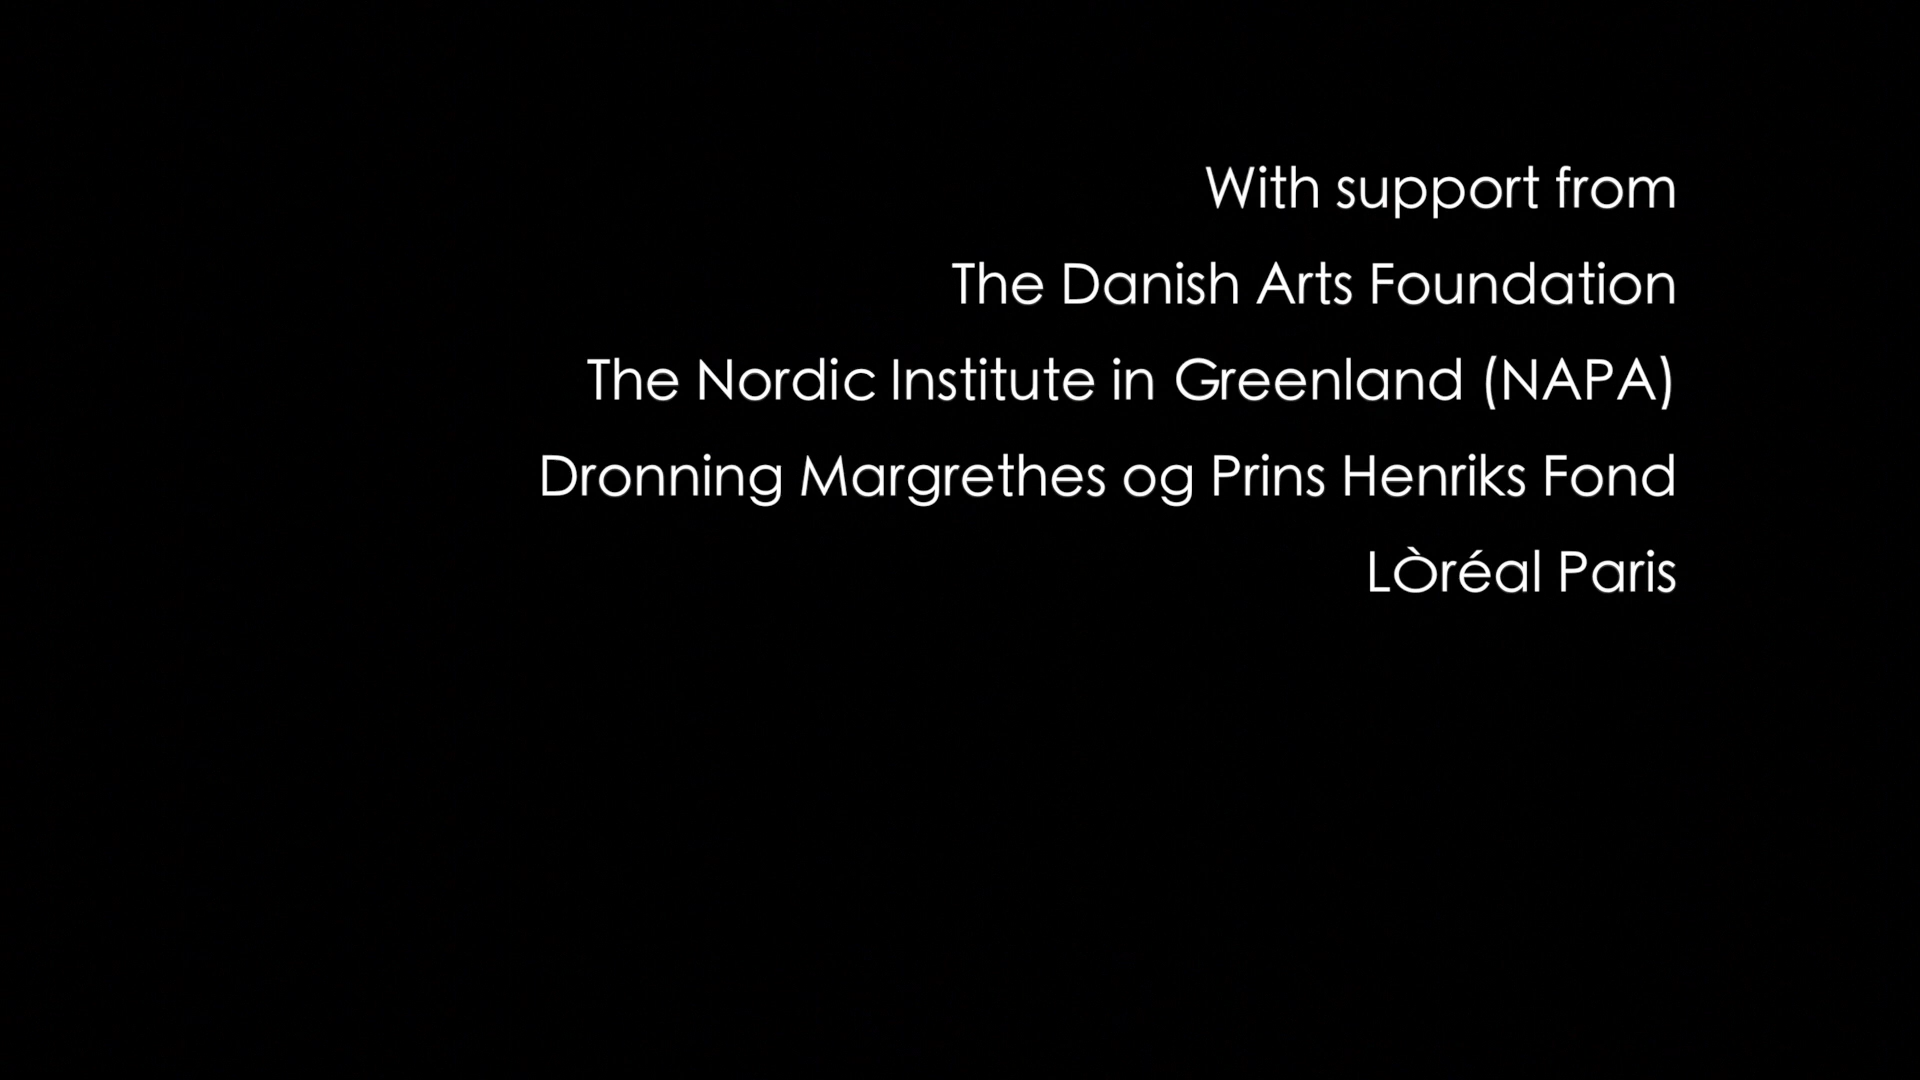 With support from
The Danish Arts Foundation
The Nordic Institute in Greenland (NAPA)
Dronning Margrethes og Prins Henriks Fond
LÒréal Paris